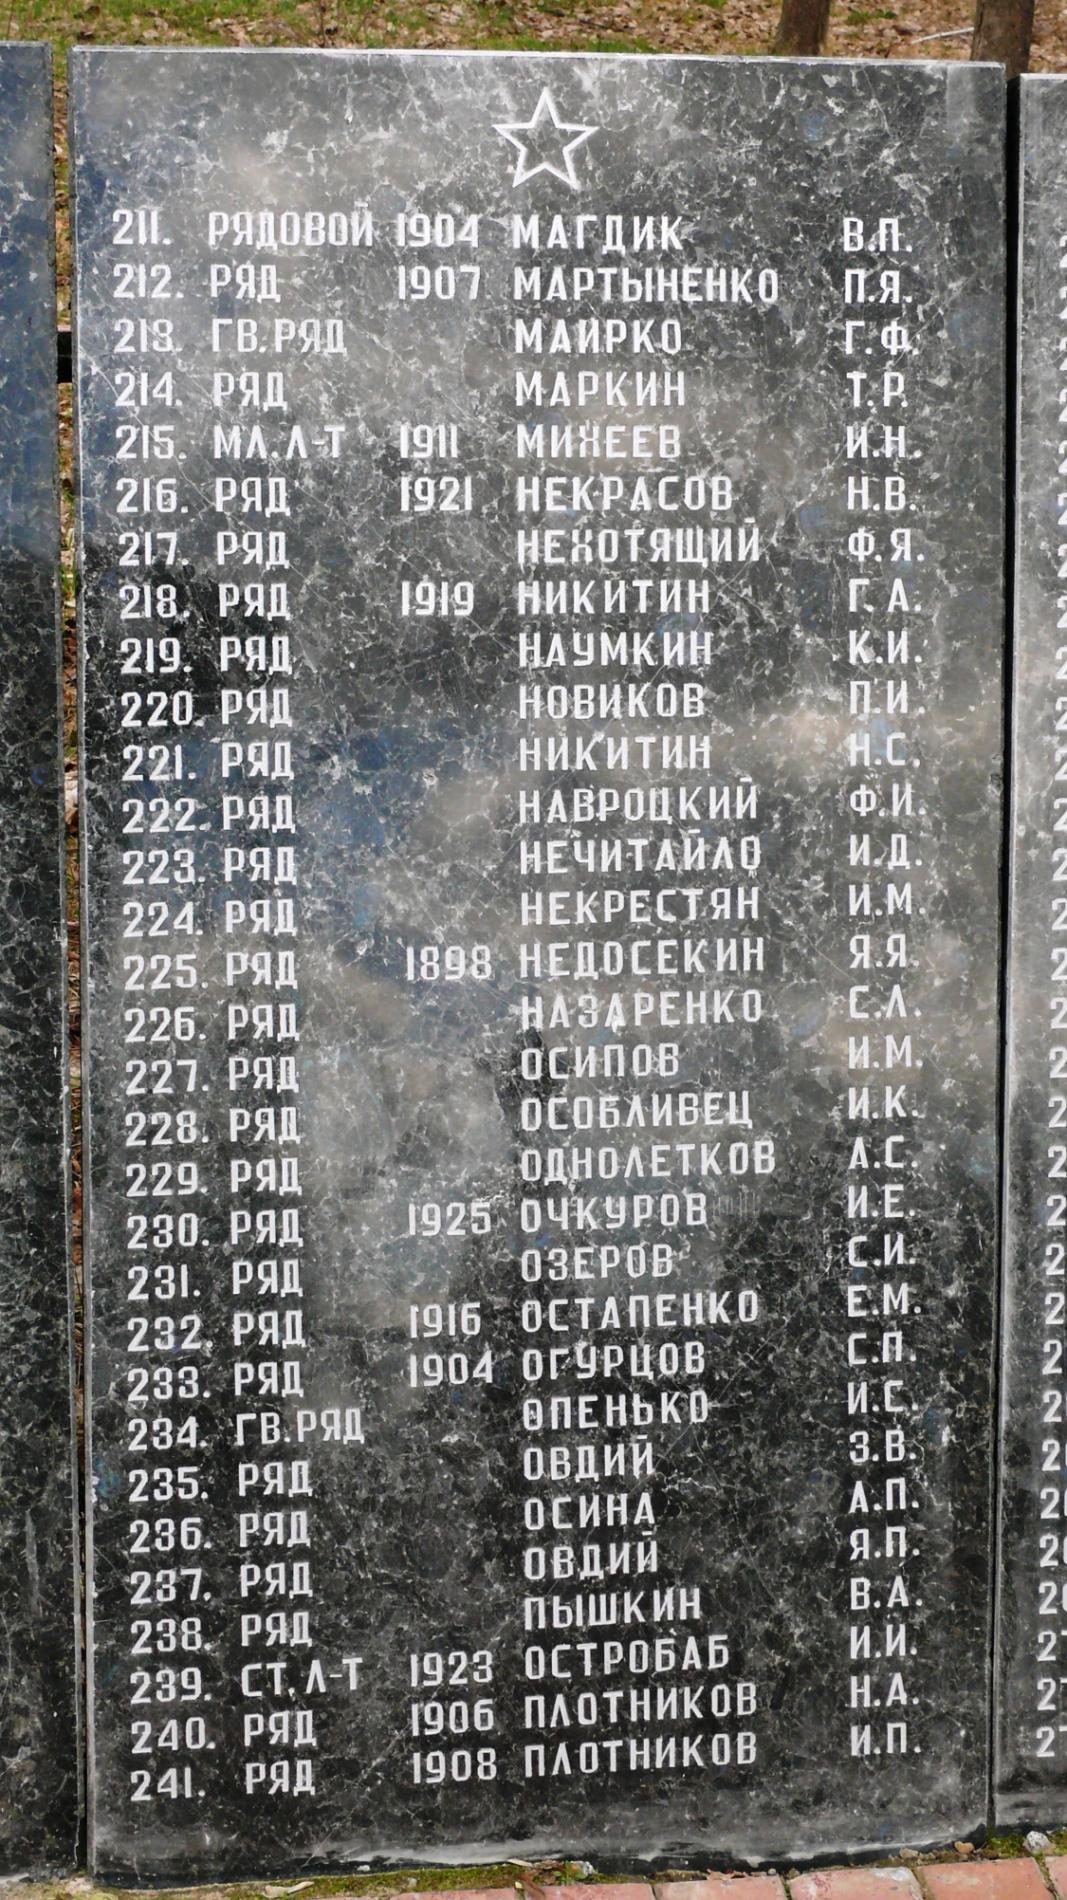 211. РЯДОВОЙ 1904 МАГДИК В.П.
212. РЯД 1907 МАРТЫНЕНКО П.Я.
213. ГВ.РЯД МАИРКО Г.Ф.
214. РЯД МАРКИН Т.Р.
215. МЛ.Л-Т 1911 МИХЕЕВ И.Н.
216. РЯД 1921 НЕКРАСОВ Н.В.
217. РЯД НЕХОТЯЩИЙ Ф.Я.
218. РЯД 1919 НИКИТИН Г.А.
219. РЯД НАУМКИН К.И.
220. РЯД НОВИКОВ П.И.
221. РЯД НИКИТИН Н.С.
222. РЯД НАВРОЦКИЙ Ф.И.
223. РЯД НЕЧИТАЙЛО И.Д.
224. РЯД НЕКРЕСТЯН И.М.
225. РЯД 1898 НЕДОСЕКИН Я.Я.
226. РЯД НАЗАРЕНКО С.Л.
227. РЯД ОСИПОВ И.М.
228. РЯД ОСОБЛИВЕЦ И.К.
229. РЯД ОДНОЛЕТКОВ А.С.
230. РЯД 1925 ОЧКУРОВ И.Е.
231. РЯД ОЗЕРОВ С.И.
232. РЯД 1916 ОСТАПЕНКО Е.М.
233. РЯД 1904 ОГУРЦОВ С.П.
234. ГВ.РЯД ОПЕНЬКО И.С.
235. РЯД ОВДИЙ З.В.
236. РЯД ОСИНА А.П.
237. РЯД ОВДИЙ Я.П.
238. РЯД ПЫШКИН В.А.
239. СТ.Л-Т 1923 ОСТРОБАБ И.И.
240. РЯД 1906 ПЛОТНИКОВ Н.А.
241. РЯД 1908 ПЛОТНИКОВ И.П.